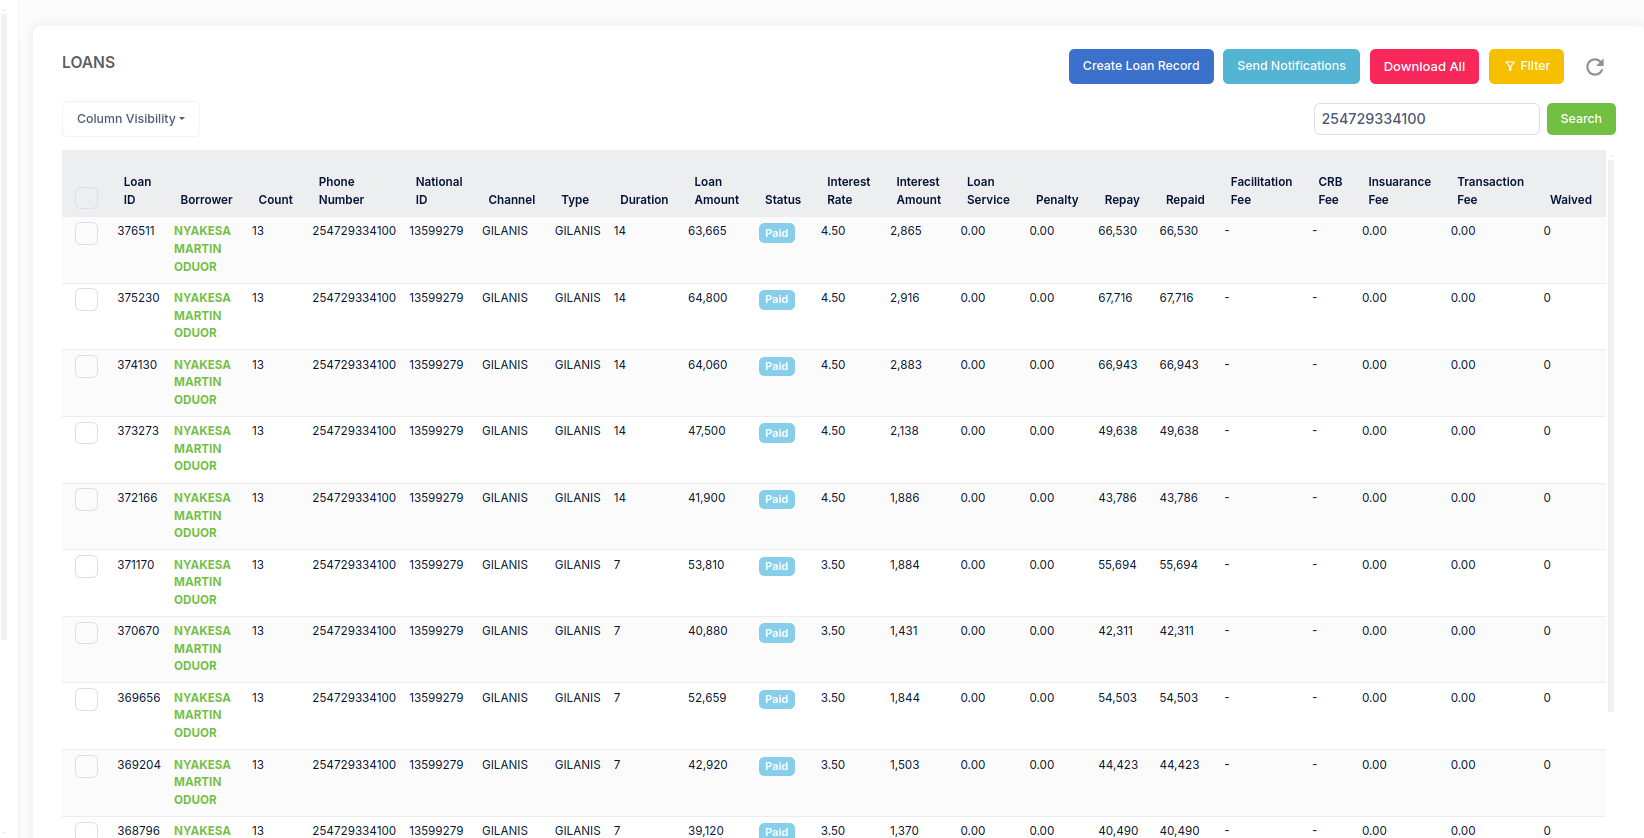 LOANS
Create Loan Record Send Notifications Download All Filter
Column Visibility 254729334100 Search
Loan ID Borrower Count Phone Number National ID Channel Type Duration Loan Amount Status Interest Rate Interest Amount Loan Service Penalty Repay Repaid Facilitation Fee CRB Fee Insuarance Fee Transaction Fee Waived
376511 NYAKESA 13 254729334100 13599279 GILANIS GILANIS 14 63,665 Paid 4.50 2,865 0.00 0.00 66,530 66,530 - - 0.00 0.00 0
MARTIN
ODUOR
375230 NYAKESA 13 254729334100 13599279 GILANIS GILANIS 14 64,800 Paid 4.50 2,916 0.00 0.00 67,716 67,716 - - 0.00 0.00 0
MARTIN
ODUOR
374130 NYAKESA 13 254729334100 13599279 GILANIS GILANIS 14 64,060 Paid 4.50 2,883 0.00 0.00 66,943 66,943 - - 0.00 0.00 0
MARTIN
ODUOR
373273 NYAKESA 13 254729334100 13599279 GILANIS GILANIS 14 47,500 Paid 4.50 2,138 0.00 0.00 49,638 49,638 - - 0.00 0.00 0
MARTIN
ODUOR
372166 NYAKESA 13 254729334100 13599279 GILANIS GILANIS 14 41,900 Paid 4.50 1,886 0.00 0.00 43,786 43,786 - - 0.00 0.00 0
MARTIN
ODUOR
371170 NYAKESA 13 254729334100 13599279 GILANIS GILANIS 7 53,810 Paid 3.50 1,884 0.00 0.00 55,694 55,694 - - 0.00 0.00 0
MARTIN
ODUOR
370670 NYAKESA 13 254729334100 13599279 GILANIS GILANIS 7 40,880 Paid 3.50 1,431 0.00 0.00 42,311 42,311 - - 0.00 0.00 0
MARTIN
ODUOR
369656 NYAKESA 13 254729334100 13599279 GILANIS GILANIS 7 52,659 Paid 3.50 1,844 0.00 0.00 54,503 54,503 - - 0.00 0.00 0
MARTIN
ODUOR
369204 NYAKESA 13 254729334100 13599279 GILANIS GILANIS 7 42,920 Paid 3.50 1,503 0.00 0.00 44,423 44,423 - - 0.00 0.00 0
MARTIN
ODUOR
368796 NYAKESA 13 254729334100 13599279 GILANIS GILANIS 7 39,120 Paid 3.50 1,370 0.00 0.00 40,490 40,490 - - 0.00 0.00 0